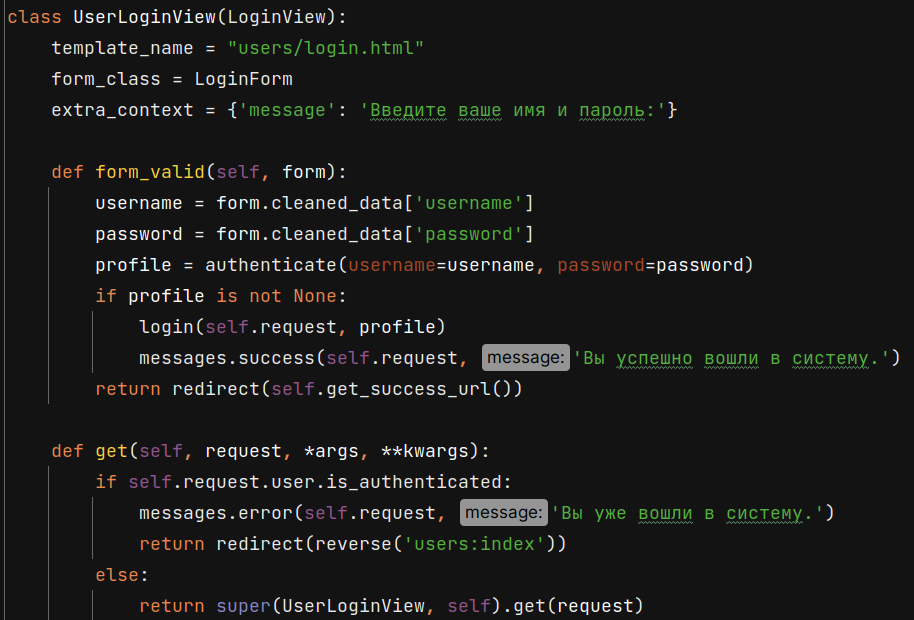 class UserLoginView(LoginView):
    template_name = "users/login.html"
    form_class = LoginForm
    extra_context = {'message': 'Введите ваше имя и пароль:'}

    def form_valid(self, form):
        username = form.cleaned_data['username']
        password = form.cleaned_data['password']
        profile = authenticate(username=username, password=password)
        if profile is not None:
            login(self.request, profile)
            messages.success(self.request, message: 'Вы успешно вошли в систему.')
        return redirect(self.get_success_url())

    def get(self, request, *args, **kwargs):
        if self.request.user.is_authenticated:
            messages.error(self.request, message: 'Вы уже вошли в систему.')
            return redirect(reverse('users:index'))
        else:
            return super(UserLoginView, self).get(request)